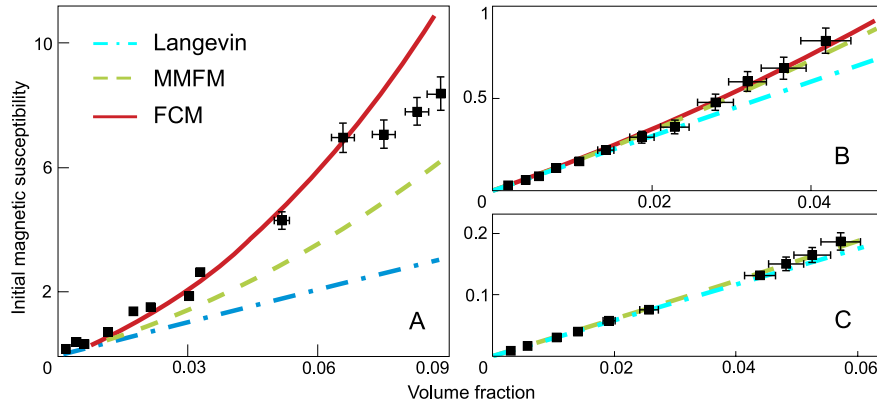 Initial magnetic susceptibility
10
6
2
0
0.03
0.06
0.09
Langevin
MMFM
FCM
A
1
0.5
0
0.02
0.04
B
0.2
0.1
0
0.02
0.04
0.06
C
Volume fraction